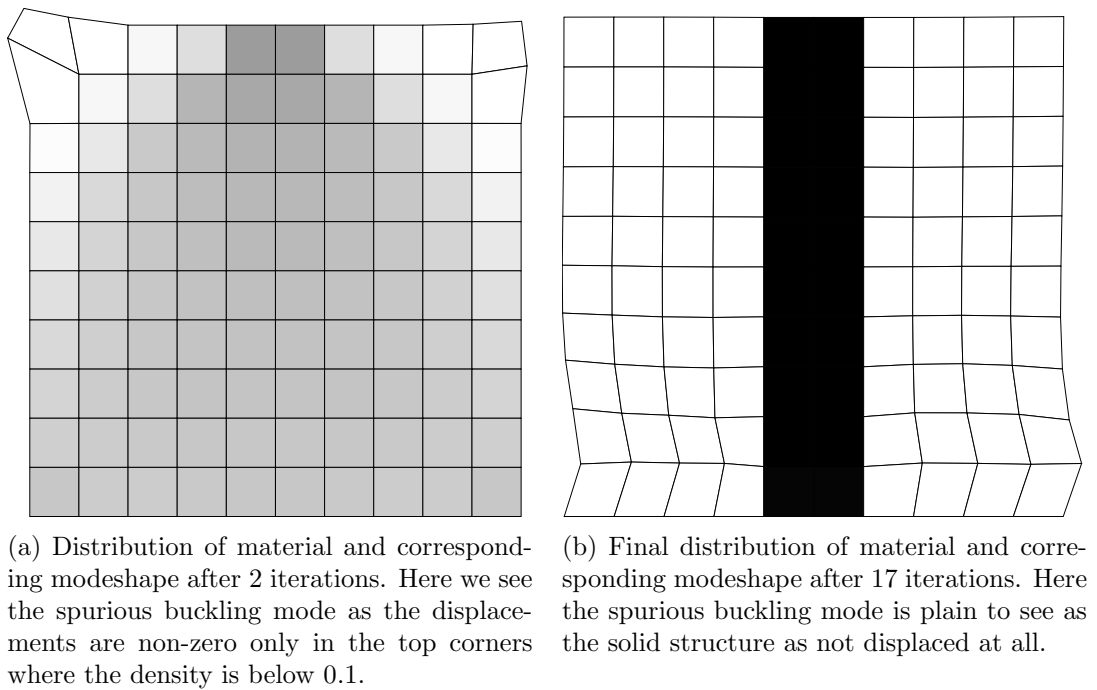 (a) Distribution of material and correspond-
ing modeshape after 2 iterations. Here we see
the spurious buckling mode as the displace-
ments are non-zero only in the top corners
where the density is below 0.1.
(b) Final distribution of material and corre-
sponding modeshape after 17 iterations. Here
the spurious buckling mode is plain to see as
the solid structure as not displaced at all.